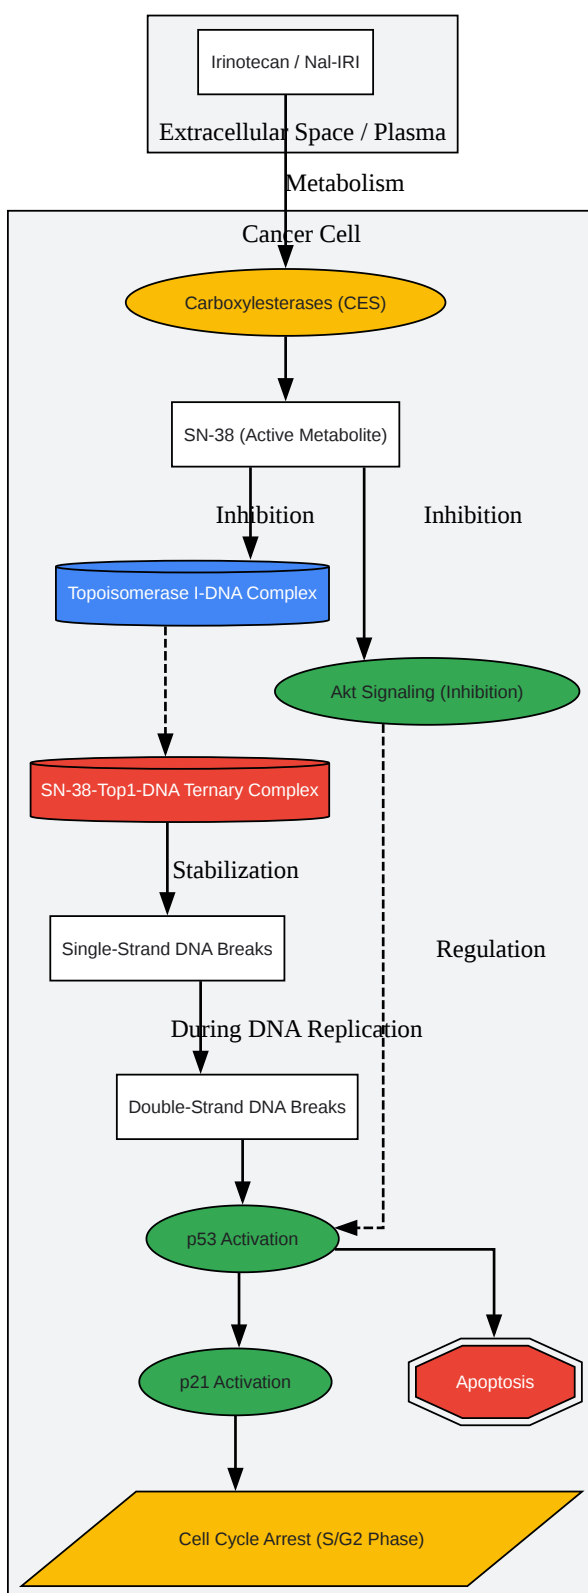 Irinotecan / Nal-IRI
Extracellular Space / Plasma
Metabolism
Cancer Cell
Carboxylesterases (CES)
SN-38 (Active Metabolite)
Inhibition
Inhibition
Topoisomerase I-DNA Complex
Akt Signaling (Inhibition)
SN-38-Top1-DNA Ternary Complex
Stabilization
Single-Strand DNA Breaks
Regulation
During DNA Replication
Double-Strand DNA Breaks
p53 Activation
p21 Activation
Apoptosis
Cell Cycle Arrest (S/G2 Phase)